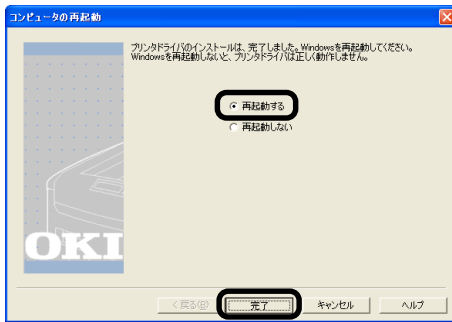 コンピュータの再起動
プリンタドライバのインストールは、完了しました。Windowsを再起動してください。
Windowsを再起動しないと、プリンタドライバは正しく動作しません。
再起動する
再起動しない
OKI
< 戻る(B)
完了
キャンセル
ヘルプ